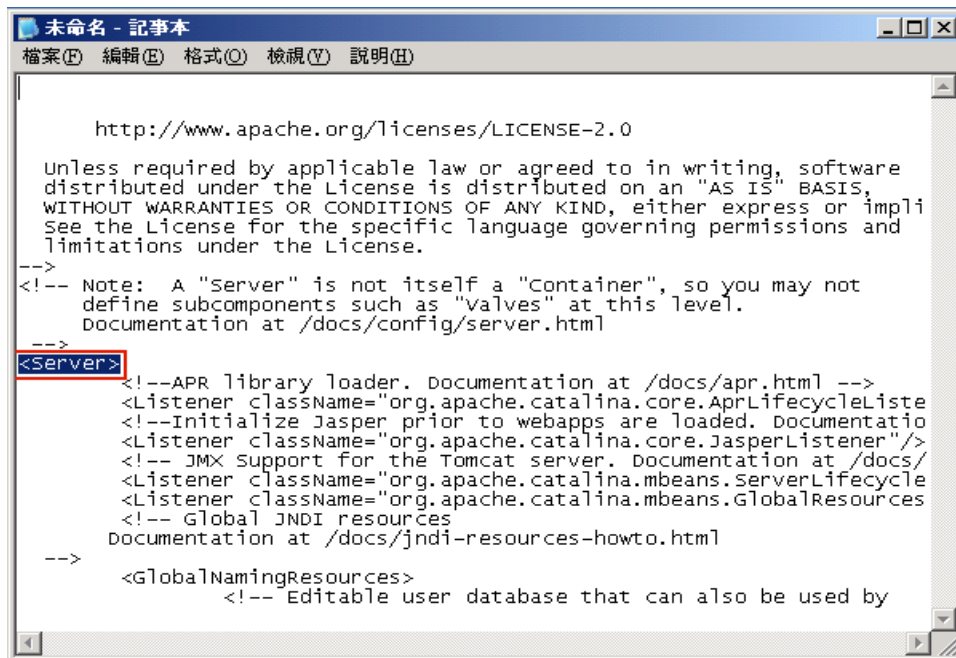 未命名 - 記事本
檔案(F) 編輯(E) 格式(O) 檢視(V) 說明(H)
http://www.apache.org/licenses/LICENSE-2.0
Unless required by applicable law or agreed to in writing, software
distributed under the License is distributed on an "AS IS" BASIS,
WITHOUT WARRANTIES OR CONDITIONS OF ANY KIND, either express or impli
See the License for the specific language governing permissions and
limitations under the License.
-->
<!-- Note:  A "Server" is not itself a "Container", so you may not
define subcomponents such as "Valves" at this level.
Documentation at /docs/config/server.html
-->
<Server>
<!--APR library loader. Documentation at /docs/apr.html -->
<Listener className="org.apache.catalina.core.AprLifecycleListe
<!--Initialize Jasper prior to webapps are loaded. Documentatio
<Listener className="org.apache.catalina.core.JasperListener"/>
<!-- JMX Support for the Tomcat server. Documentation at /docs/
<Listener className="org.apache.catalina.mbeans.ServerLifecycle
<Listener className="org.apache.catalina.mbeans.GlobalResources
<!-- Global JNDI resources
Documentation at /docs/jndi-resources-howto.html
-->
<GlobalNamingResources>
<!-- Editable user database that can also be used by